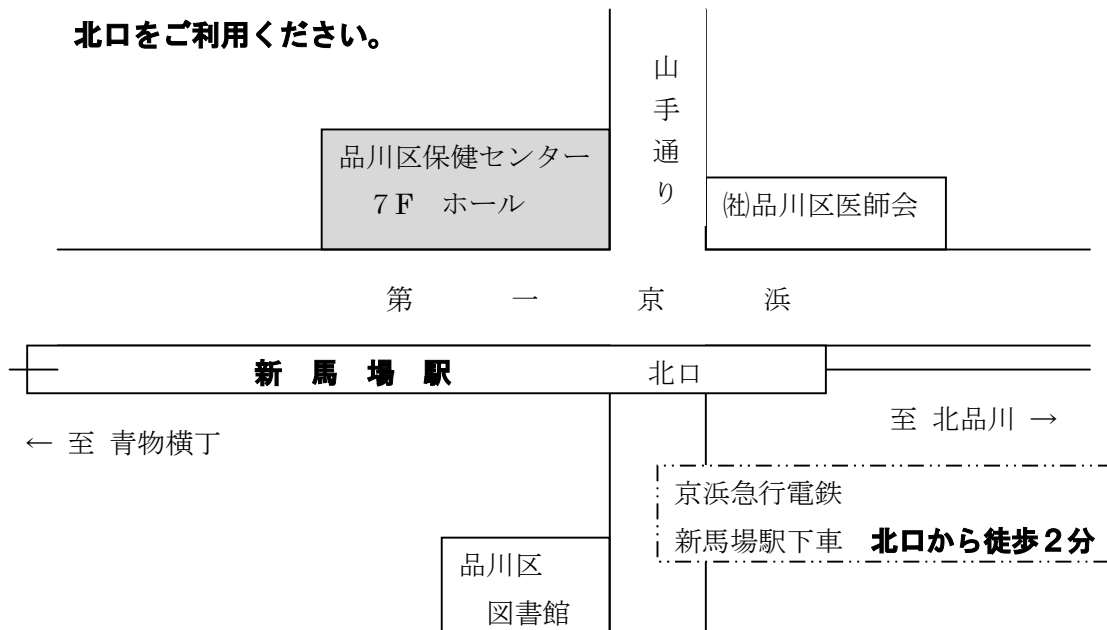 北口をご利用ください。
山手通り
品川区保健センター
７Ｆ　ホール
㈳品川区医師会
第　一　京　浜
新　馬　場　駅
北口
← 至 青物横丁
至 北品川 →
京浜急行電鉄
新馬場駅下車　北口から徒歩２分
品川区
図書館